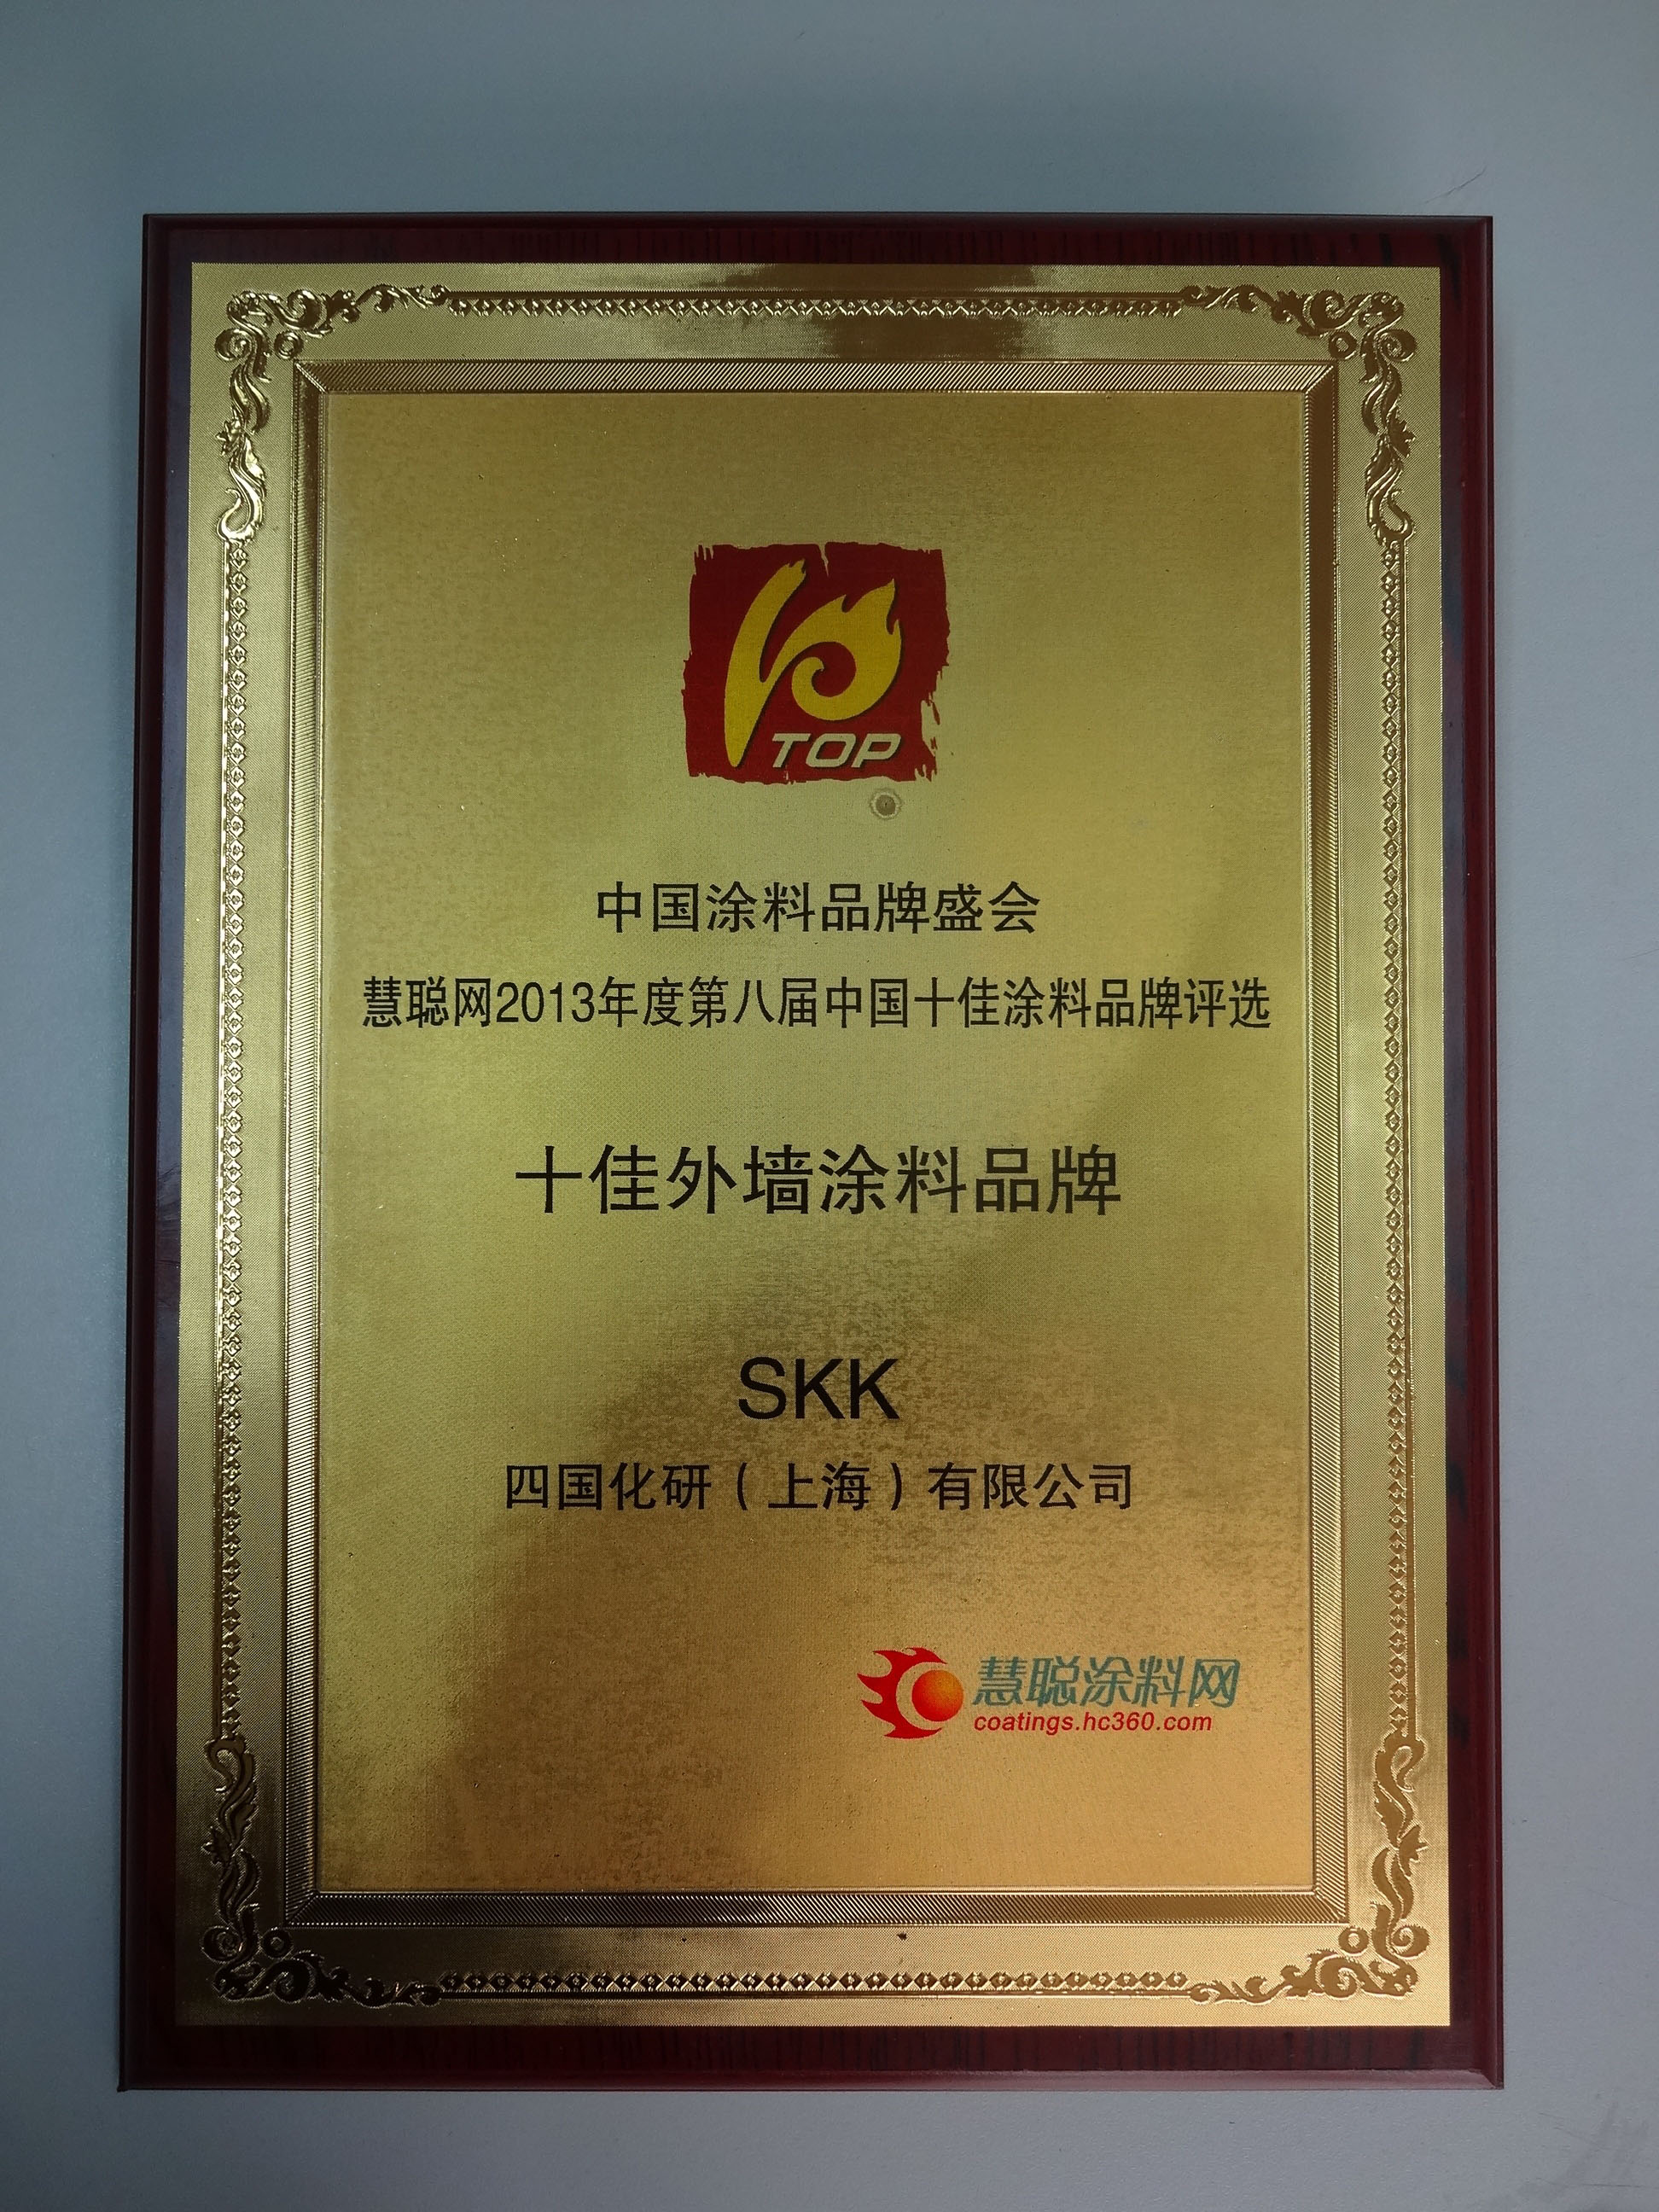 TOP
中国涂料品牌盛会
慧聪网2013年度第八届中国十佳涂料品牌评选
十佳外墙涂料品牌
SKK
四国化研（上海）有限公司
慧聪涂料网
coatings.hc360.com